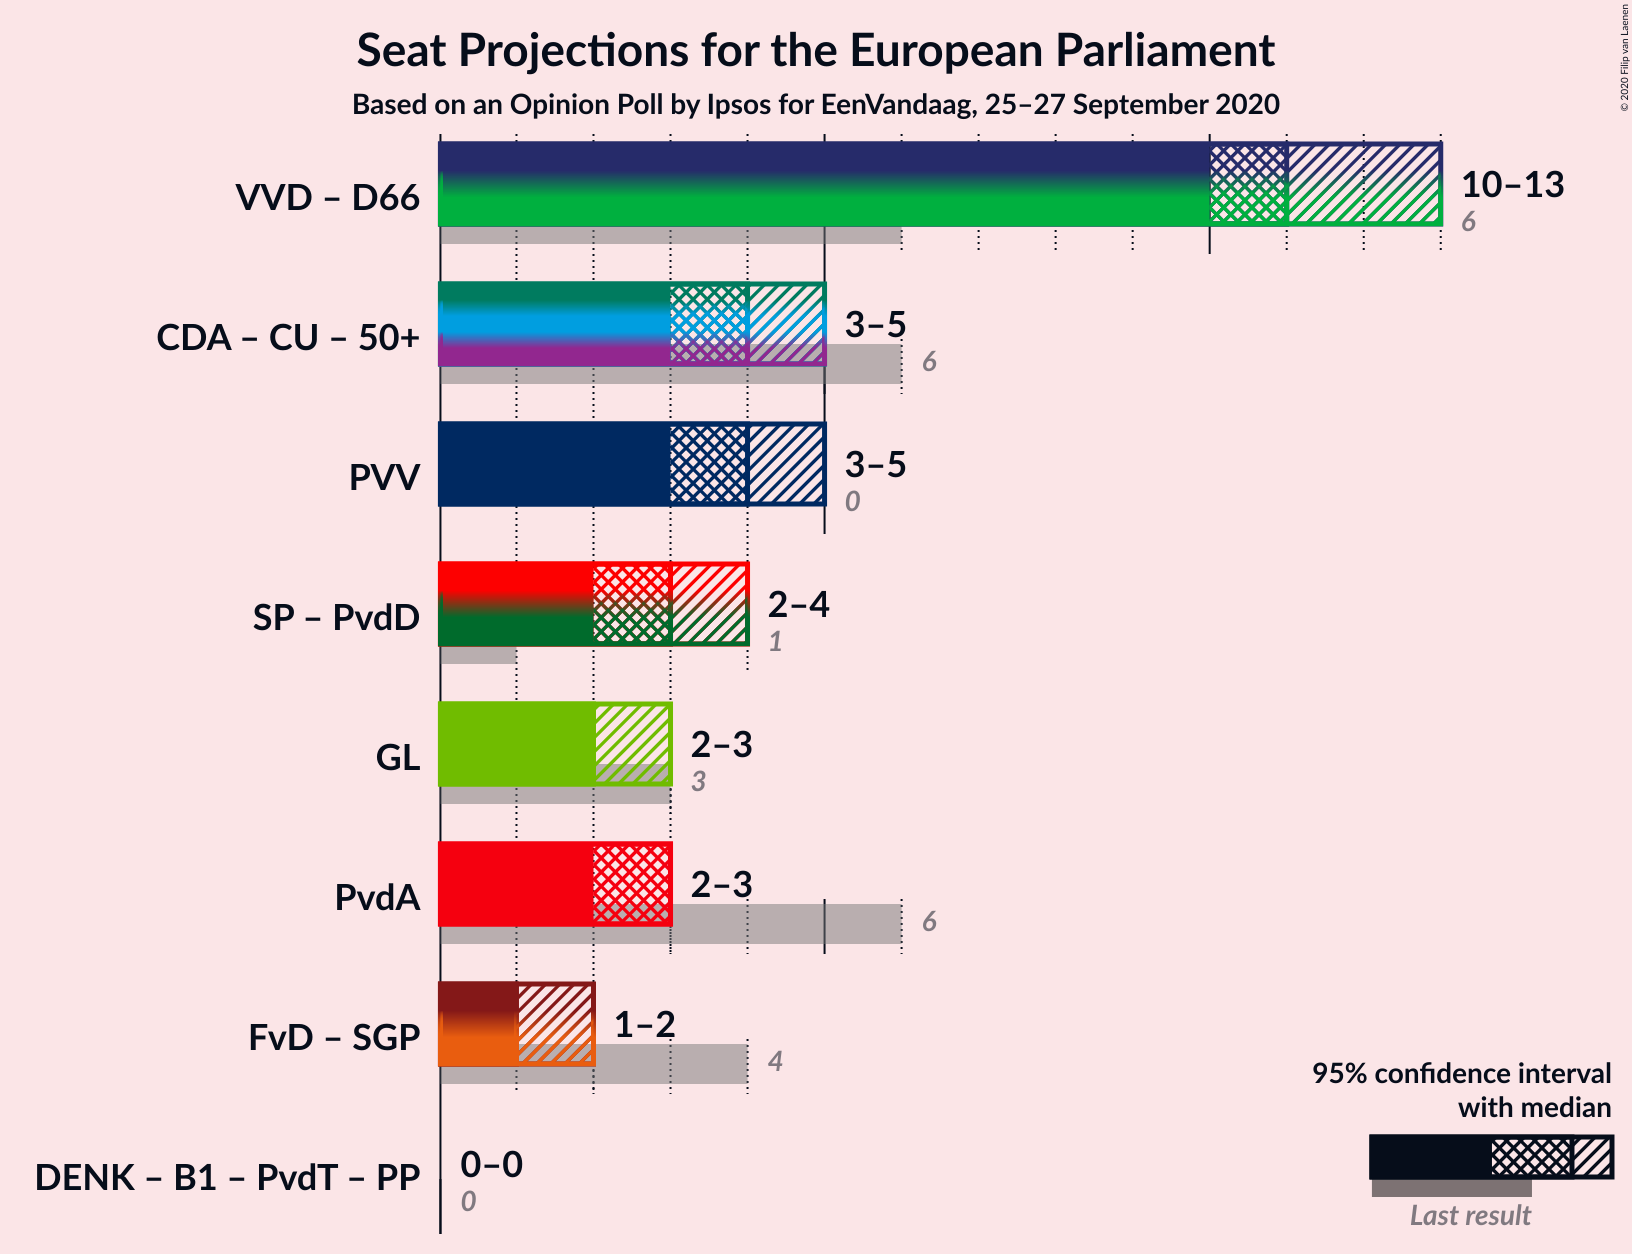 Seat Projections for the European Parliament
Based on an Opinion Poll by Ipsos for EenVandaag, 25–27 September 2020
© 2020 Filip van Laenen
VVD – D66
10–13
6
CDA – CU – 50+
3–5
6
PVV
3–5
0
SP – PvdD
2–4
1
GL
2–3
3
PvdA
2–3
6
FvD – SGP
1–2
4
DENK – B1 – PvdT – PP
0–0
0
95% confidence interval
with median
Last result